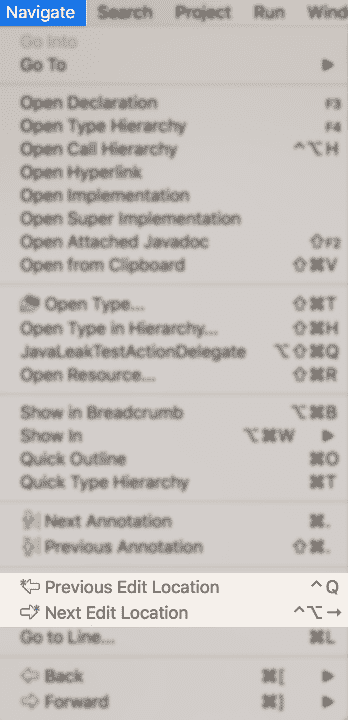 Navigate Search Project Run Wind
Go Into
Go To
Open Declaration F3
Open Type Hierarchy F4
Open Call Hierarchy ^⌥H
Open Hyperlink
Open Implementation
Open Super Implementation
Open Attached Javadoc ⇧F2
Open from Clipboard ⇧⌘V
Open Type... ⇧⌘T
Open Type in Hierarchy... ⇧⌘H
JavaLeakTestActionDelegate ⌥⇧⌘Q
Open Resource... ⇧⌘R
Show in Breadcrumb ⌥⌘B
Show In ⌥⌘W
Quick Outline ⌘O
Quick Type Hierarchy ⌘T
Next Annotation ⌘.
Previous Annotation ⇧⌘.
Previous Edit Location ^Q
Next Edit Location ^⌥→
Go to Line... ⌘L
Back ⌘[
Forward ⌘]